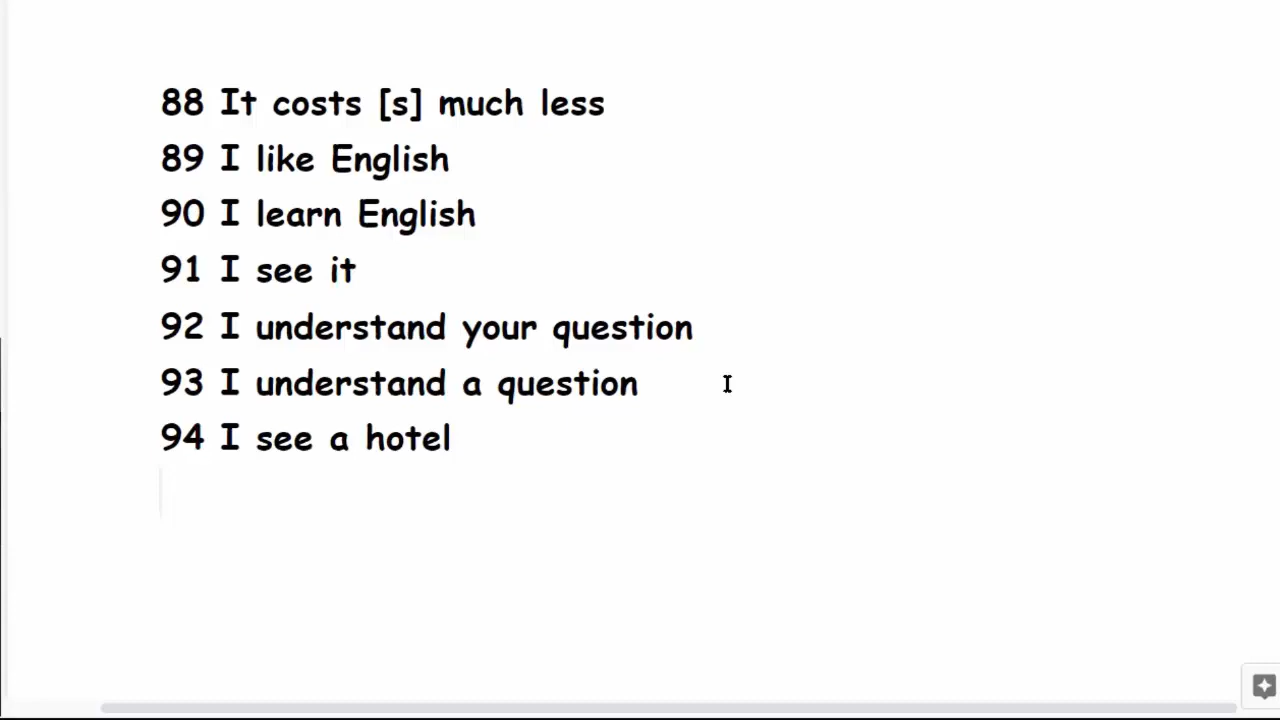 88 It costs [s] much less
89 I like English
90 I learn English
91 I see it
92 I understand your question
93 I understand a question
94 I see a hotel